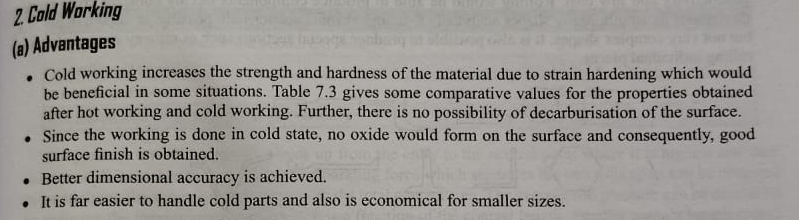 2. Cold Working
(a) Advantages
• Cold working increases the strength and hardness of the material due to strain hardening which would
be beneficial in some situations. Table 7.3 gives some comparative values for the properties obtained
after hot working and cold working. Further, there is no possibility of decarburisation of the surface.
• Since the working is done in cold state, no oxide would form on the surface and consequently, good
surface finish is obtained.
• Better dimensional accuracy is achieved.
• It is far easier to handle cold parts and also is economical for smaller sizes.